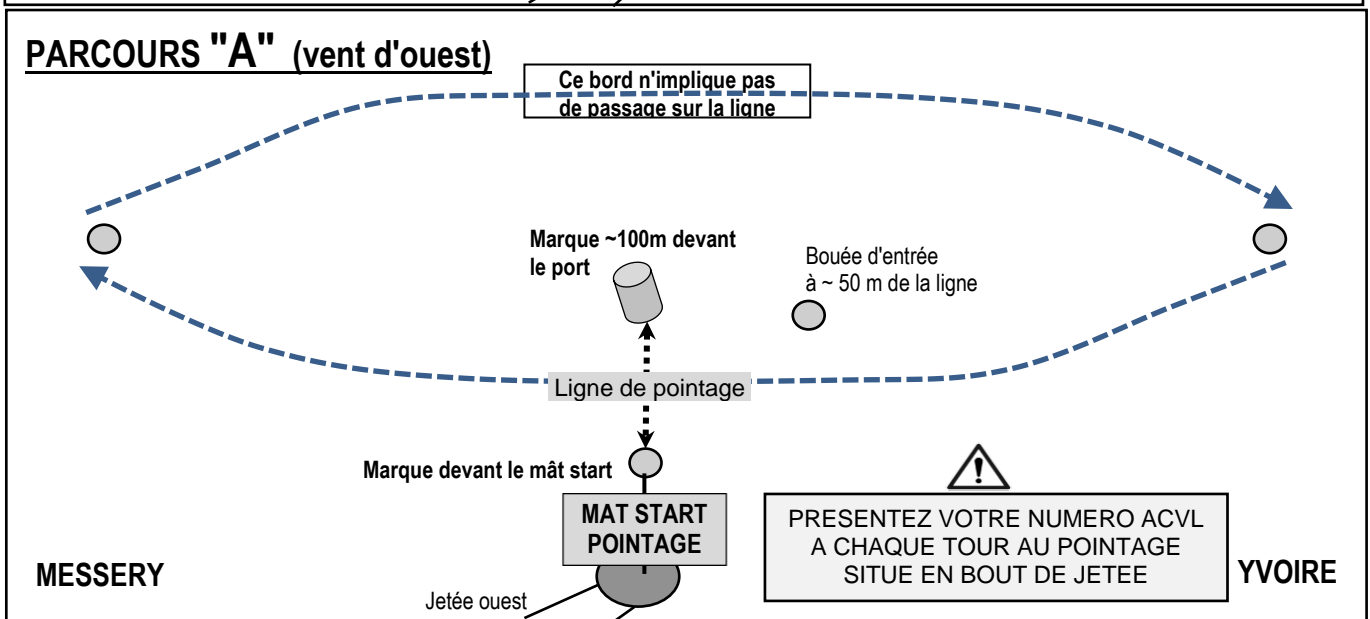 PARCOURS "A" (vent d'ouest)
Ce bord n'implique pas
de passage sur la ligne
Marque ~100m devant
le port
Bouée d'entrée
à ~ 50 m de la ligne
Ligne de pointage
Marque devant le mât start
MAT START
POINTAGE
PRESENTEZ VOTRE NUMERO ACVL
A CHAQUE TOUR AU POINTAGE
SITUE EN BOUT DE JETEE
MESSERY
YVOIRE
Jetée ouest